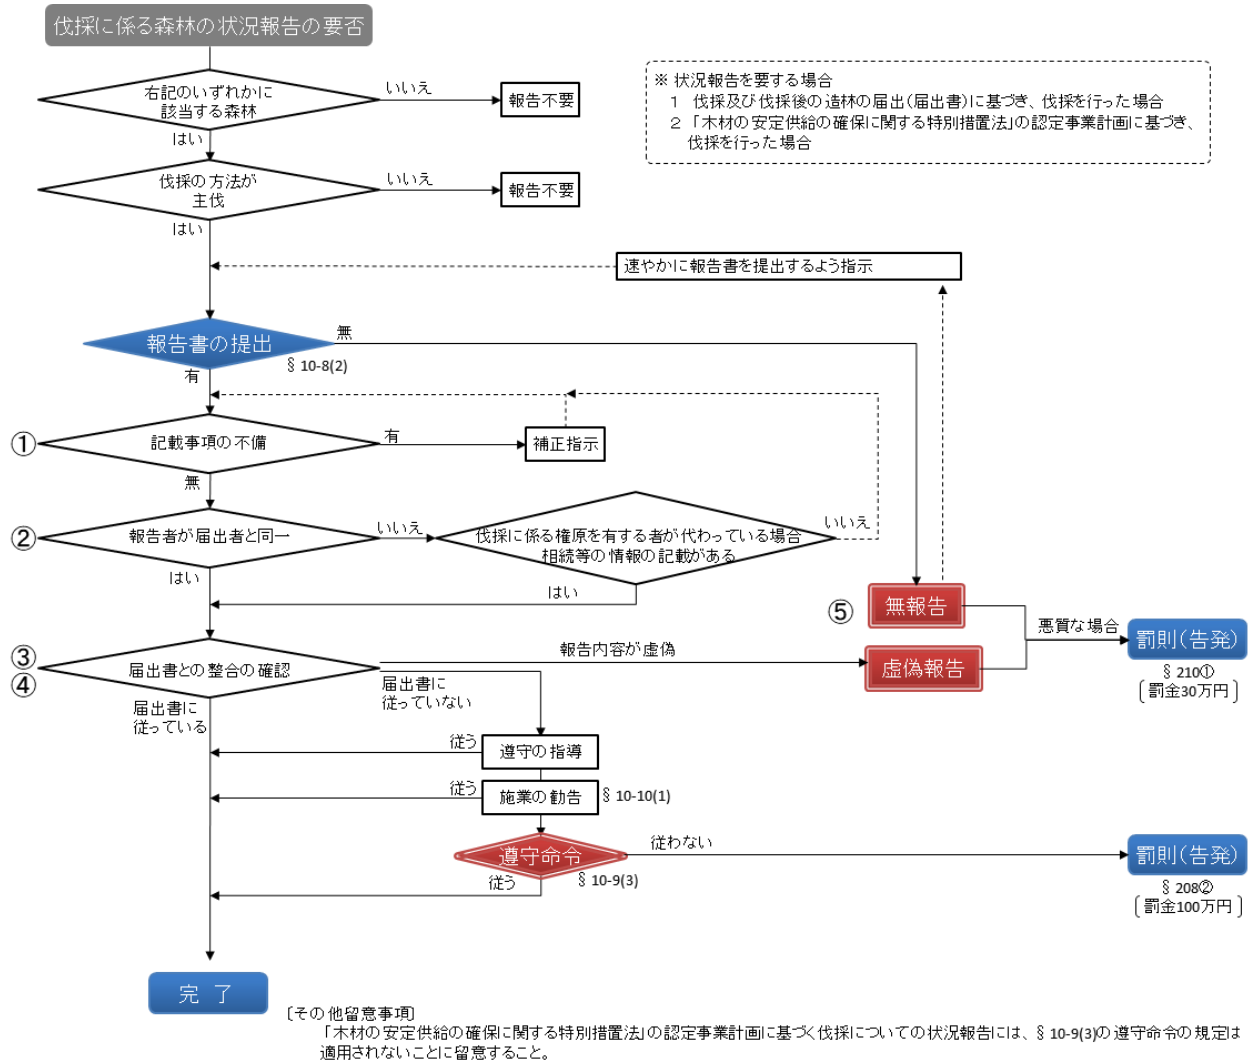 伐採に係る森林の状況報告の要否
右記のいずれかに
該当する森林
いいえ
報告不要
はい
※ 状況報告を要する場合
1 伐採及び伐採後の造林の届出(届出書)に基づき、伐採を行った場合
2 「木材の安定供給の確保に関する特別措置法」の認定事業計画に基づき、
伐採を行った場合
伐採の方法が
主伐
いいえ
報告不要
はい
速やかに報告書を提出するよう指示
報告書の提出
無
§ 10-8(2)
有
①
記載事項の不備
有
補正指示
無
②
報告者が届出者と同一
いいえ
伐採に係る権原を有する者が代わっている場合
相続等の情報の記載がある
いいえ
はい
はい
⑤
無報告
悪質な場合
罰則(告発)
§ 210①
〔罰金30万円〕
③
④
届出書との整合の確認
報告内容が虚偽
虚偽報告
届出書に
従っていない
届出書に
従っている
従う
遵守の指導
従う
施業の勧告
§ 10-10(1)
遵守命令
従わない
罰則(告発)
§ 10-9(3)
従う
§ 208②
〔罰金100万円〕
完 了
〔その他留意事項〕
「木材の安定供給の確保に関する特別措置法」の認定事業計画に基づく伐採についての状況報告には、§ 10-9(3)の遵守命令の規定は
適用されないことに留意すること。